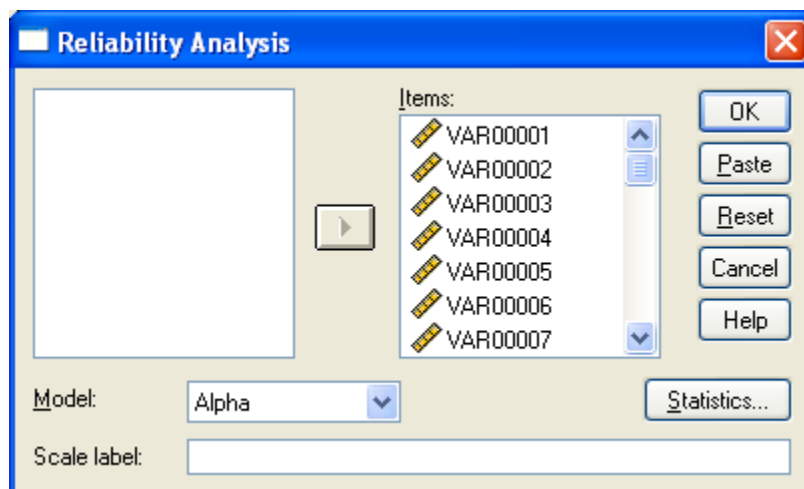 Reliability Analysis
Items:
VAR00001
VAR00002
VAR00003
VAR00004
VAR00005
VAR00006
VAR00007
OK
Paste
Reset
Cancel
Help
Model:
Alpha
Statistics...
Scale label: